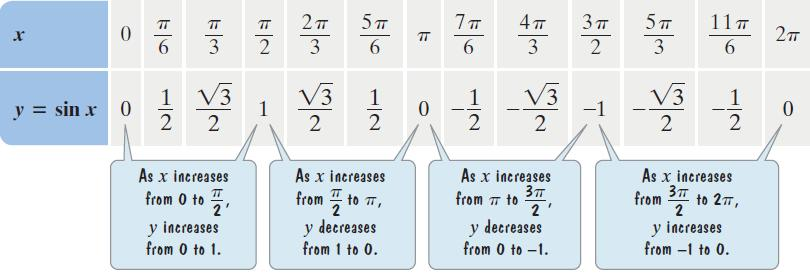 x 0 π/6 π/3 π/2 2π/3 5π/6 π 7π/6 4π/3 3π/2 5π/3 11π/6 2π
y = sin x 0 1/2 √3/2 1 √3/2 1/2 0 −1/2 −√3/2 −1 −√3/2 −1/2 0
As x increases
from 0 to π/2,
y increases
from 0 to 1.
As x increases
from π/2 to π,
y decreases
from 1 to 0.
As x increases
from π to 3π/2,
y decreases
from 0 to −1.
As x increases
from 3π/2 to 2π,
y increases
from −1 to 0.